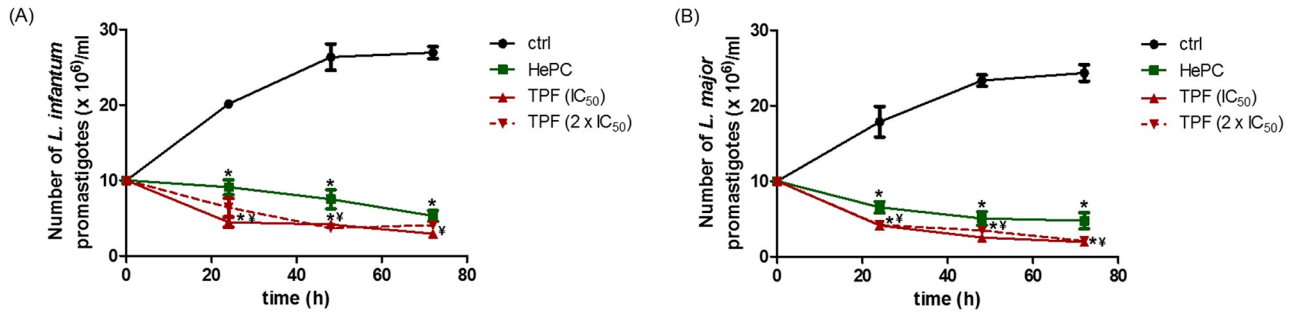 (A)
Number of L. infantum
promastigotes (x 10⁶)/ml)
30
20
10
0
0 20 40 60 80
time (h)
* * *
*¥ *¥ ¥
ctrl
HePC
TPF (IC₅₀)
TPF (2 x IC₅₀)
(B)
Number of L. major
promastigotes (x 10⁶)/ml)
30
20
10
0
0 20 40 60 80
time (h)
* * *
*¥ *¥ *¥
ctrl
HePC
TPF (IC₅₀)
TPF (2 x IC₅₀)